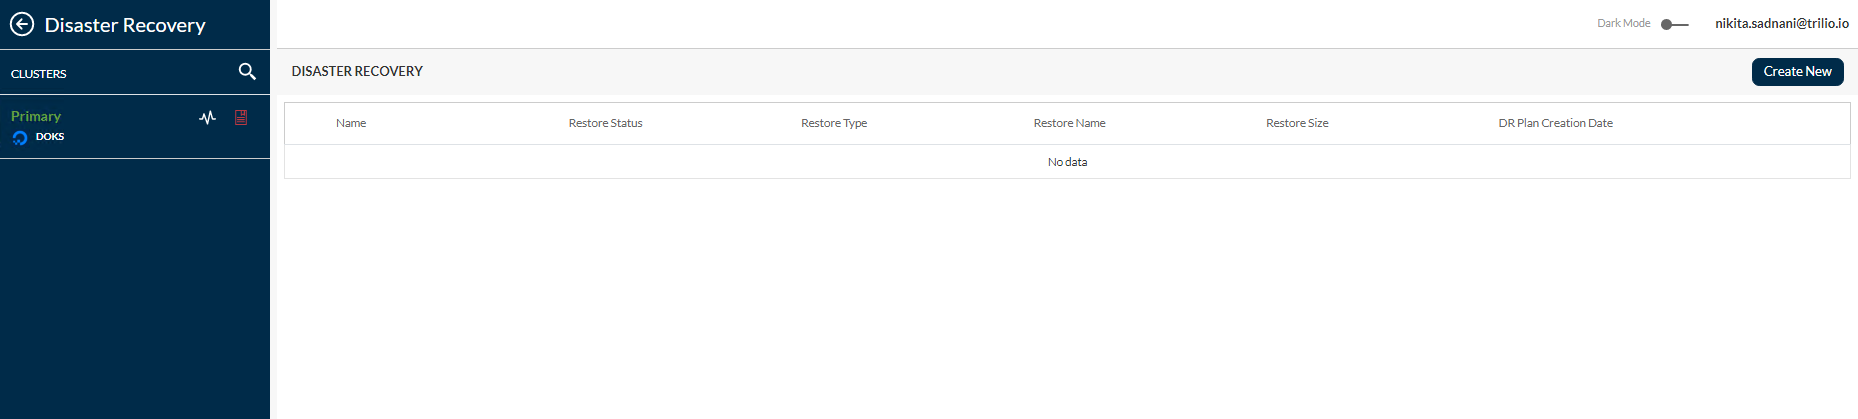 Disaster Recovery
Dark Mode
nikita.sadnani@trilio.io
CLUSTERS
DISASTER RECOVERY
Create New
Primary
DOKS
Name
Restore Status
Restore Type
Restore Name
Restore Size
DR Plan Creation Date
No data